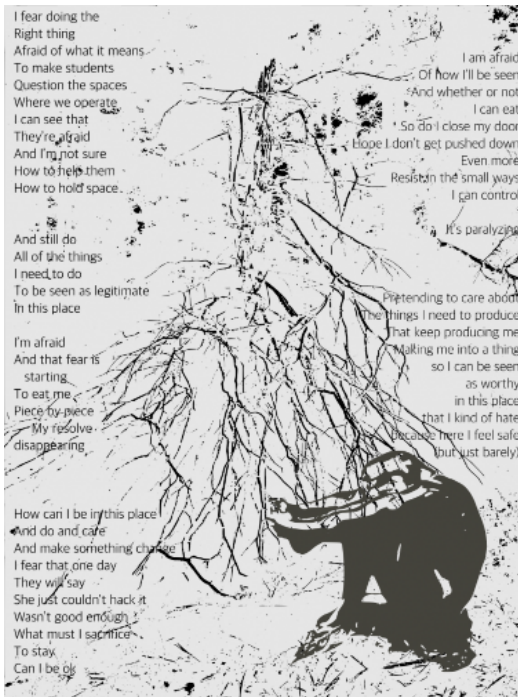 I fear doing the
Right thing
Afraid of what it means
To make students
Question the spaces
Where we operate
I can see that
They're afraid
And I'm not sure
How to help them
How to hold space
And still do
All of the things
I need to do
To be seen as legitimate
In this place
I'm afraid
And that fear is
starting
To eat me
Piece by piece
My resolve
disappearing
How can I be in this place
And do and care
And make something change
I fear that one day
They will say
She just couldn't hack it
Wasn't good enough
What must I sacrifice
To stay
Can I be ok
I am afraid
Of how I'll be seen
And whether or not
I can eat
So do I close my door
Hope I don't get pushed down
Even more
Resist in the small ways
I can control
It's paralyzing
Pretending to care about
The things I need to produce
That keep producing me
Making me into a thing
so I can be seen
as worthy
in this place
that I kind of hate
because here I feel safe
(but just barely)